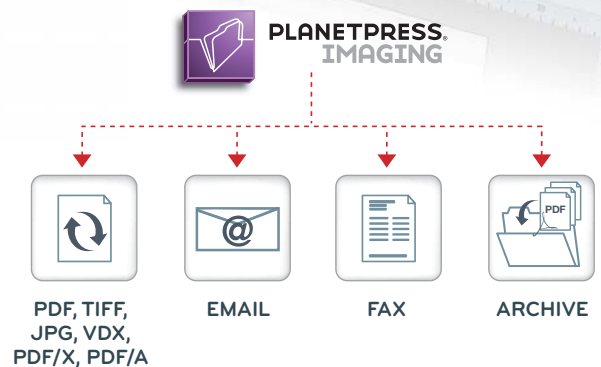 PLANETPRESS®
IMAGING
@
PDF
PDF, TIFF,
JPG, VDX,
PDF/X, PDF/A
EMAIL
FAX
ARCHIVE